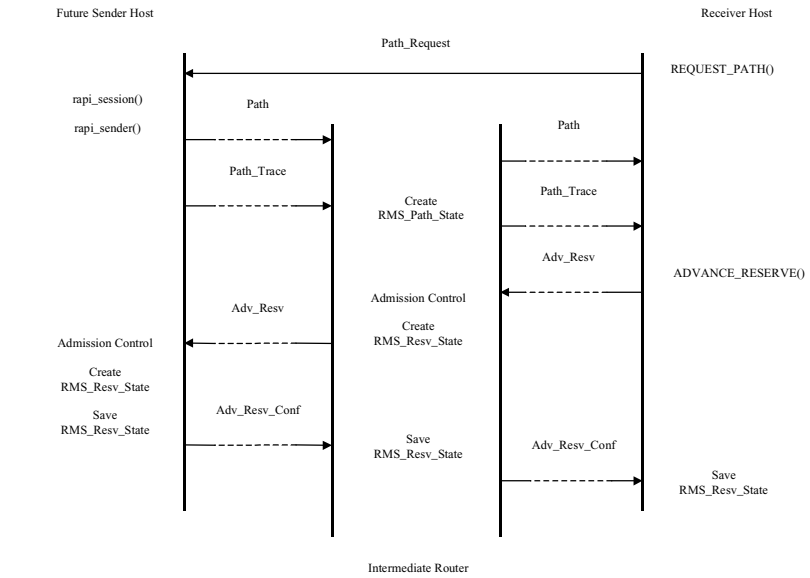 Future Sender Host
Receiver Host
Path_Request
REQUEST_PATH()
rapi_session()
Path
rapi_sender()
Path
Path_Trace
Path_Trace
Create
RMS_Path_State
Adv_Resv
ADVANCE_RESERVE()
Admission Control
Adv_Resv
Create
RMS_Resv_State
Admission Control
Create
RMS_Resv_State
Adv_Resv_Conf
Save
RMS_Resv_State
Save
RMS_Resv_State
Adv_Resv_Conf
Save
RMS_Resv_State
Intermediate Router